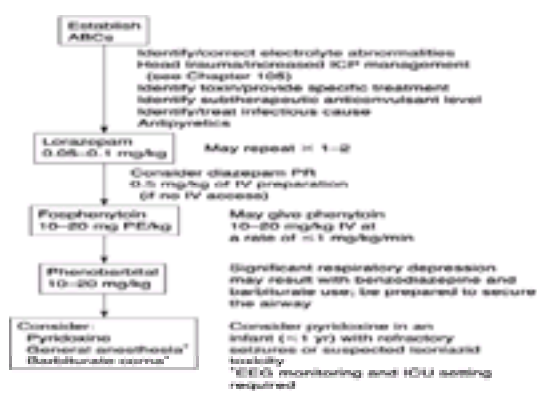 Establish
ABCs
Identify/correct electrolyte abnormalities
Head trauma/increased ICP management
(see Chapter 105)
Identify toxin/provide specific treatment
Identify subtherapeutic anticonvulsant level
Identify/treat infectious cause
Antipyretics
Lorazepam
0.05–0.1 mg/kg
May repeat × 1–2
Consider diazepam PR
0.5 mg/kg of IV preparation
(if no IV access)
Fosphenytoin
10–20 mg PE/kg
May give phenytoin
10–20 mg/kg IV at
a rate of ≤1 mg/kg/min
Phenobarbital
10–20 mg/kg
Significant respiratory depression
may result with benzodiazepine and
barbiturate use; be prepared to secure
the airway
Consider:
Pyridoxine
General anesthesia†
Barbiturate coma*
Consider pyridoxine in an
infant (≤1 yr) with refractory
seizures or suspected isoniazid
toxicity
†EEG monitoring and ICU setting
required